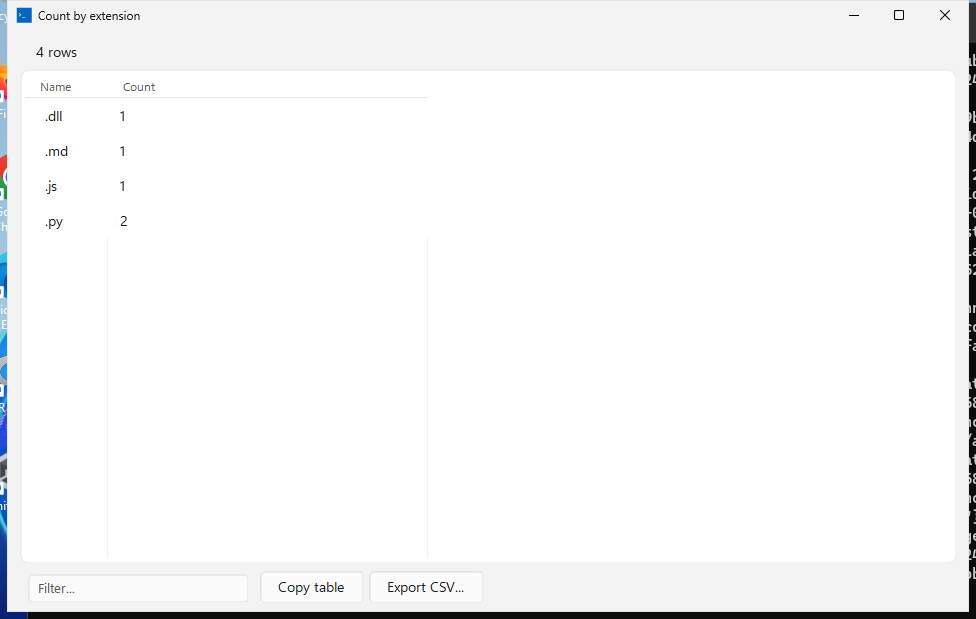 Count by extension
4 rows
Name Count
.dll 1
.md 1
.js 1
.py 2
Filter...
Copy table Export CSV...